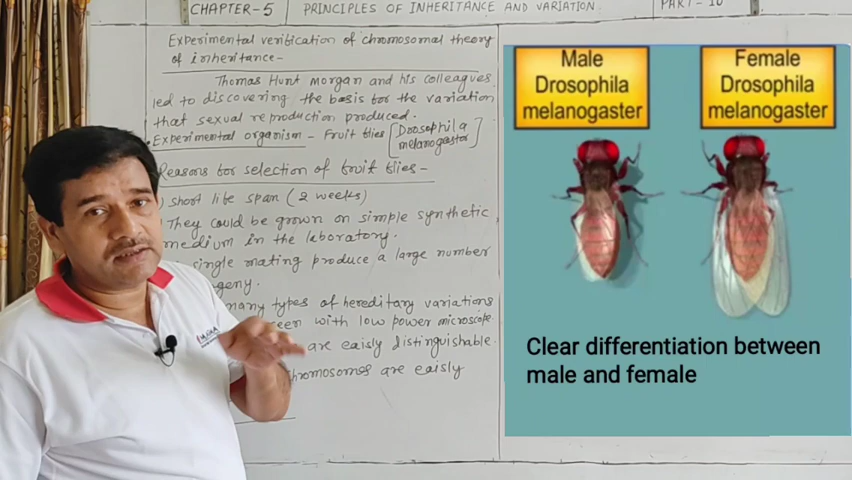 CHAPTER-5
PRINCIPLES OF INHERITANCE AND VARIATION.
PART-10
Experimental verification of chromosomal theory
of inheritance-
Thomas Hunt Morgan and his colleagues
led to discovering the basis for the variation
that sexual reproduction produced.
Experimental organism - Fruit flies [Drosophila
melanogaster]
Reasons for selection of fruit flies -
Short life span (2 weeks)
They could be grown on simple synthetic
medium in the laboratory.
single mating produce a large number
many types of hereditary variations
with low power microscope
are eaisly distinguishable.
chromosomes are eaisly
Male
Drosophila
melanogaster
Female
Drosophila
melanogaster
Clear differentiation between
male and female